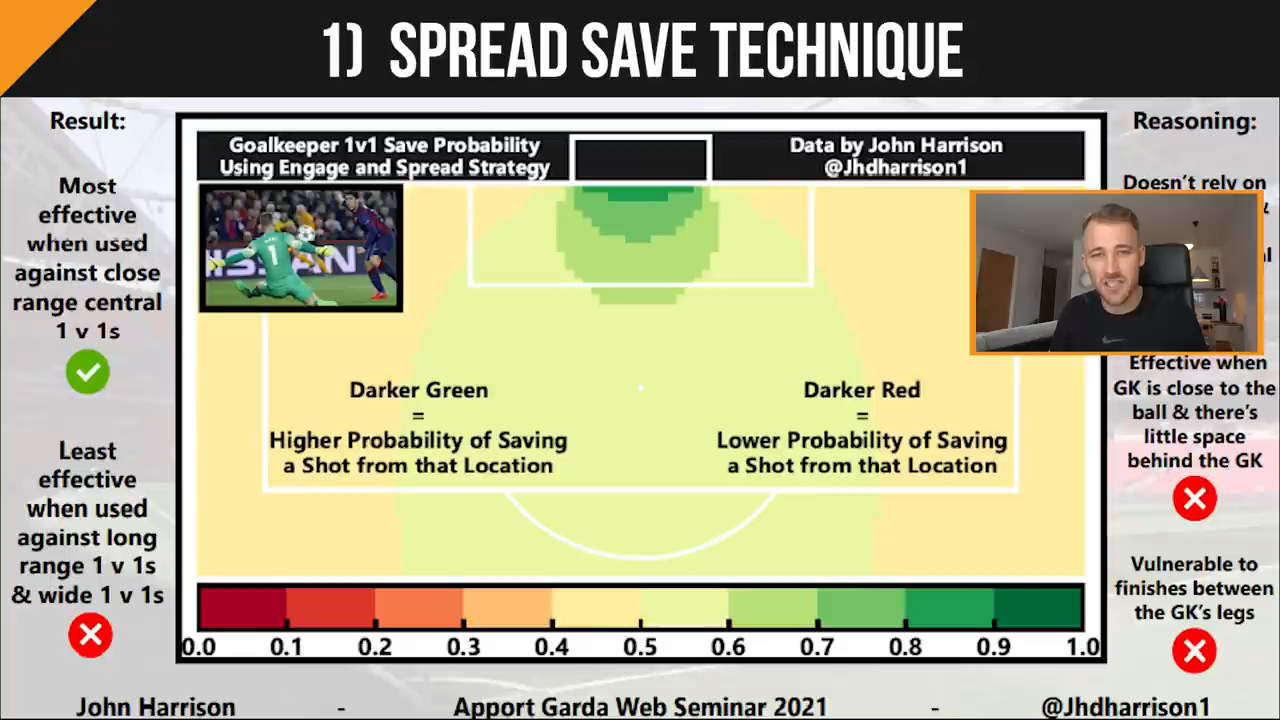 1) SPREAD SAVE TECHNIQUE
Result:
Most
effective
when used
against close
range central
1 v 1s
Least
effective
when used
against long
range 1 v 1s
& wide 1 v 1s
Goalkeeper 1v1 Save Probability
Using Engage and Spread Strategy
Data by John Harrison
@Jhdharrison1
NISSAN
1
Darker Green
=
Higher Probability of Saving
a Shot from that Location
Darker Red
=
Lower Probability of Saving
a Shot from that Location
0.0 0.1 0.2 0.3 0.4 0.5 0.6 0.7 0.8 0.9 1.0
Reasoning:
Doesn't rely on
&
Effective when
GK is close to the
ball & there's
little space
behind the GK
Vulnerable to
finishes between
the GK's legs
John Harrison - Apport Garda Web Seminar 2021 - @Jhdharrison1